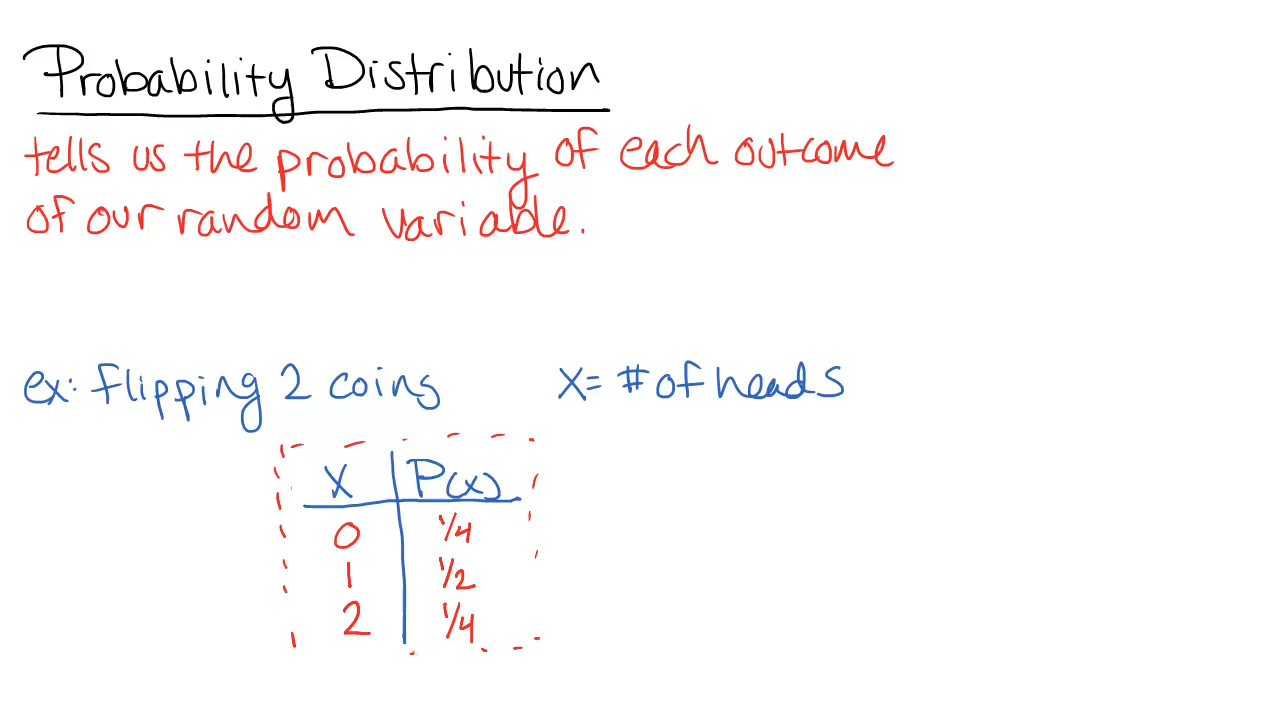 Probability Distribution
tells us the probability of each outcome
of our random variable.
ex: flipping 2 coins X = # of heads
X P(x)
0 1/4
1 1/2
2 1/4